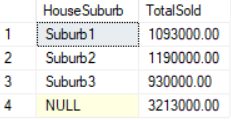 HouseSuburb TotalSold
1 Suburb1 1093000.00
2 Suburb2 1190000.00
3 Suburb3 930000.00
4 NULL 3213000.00